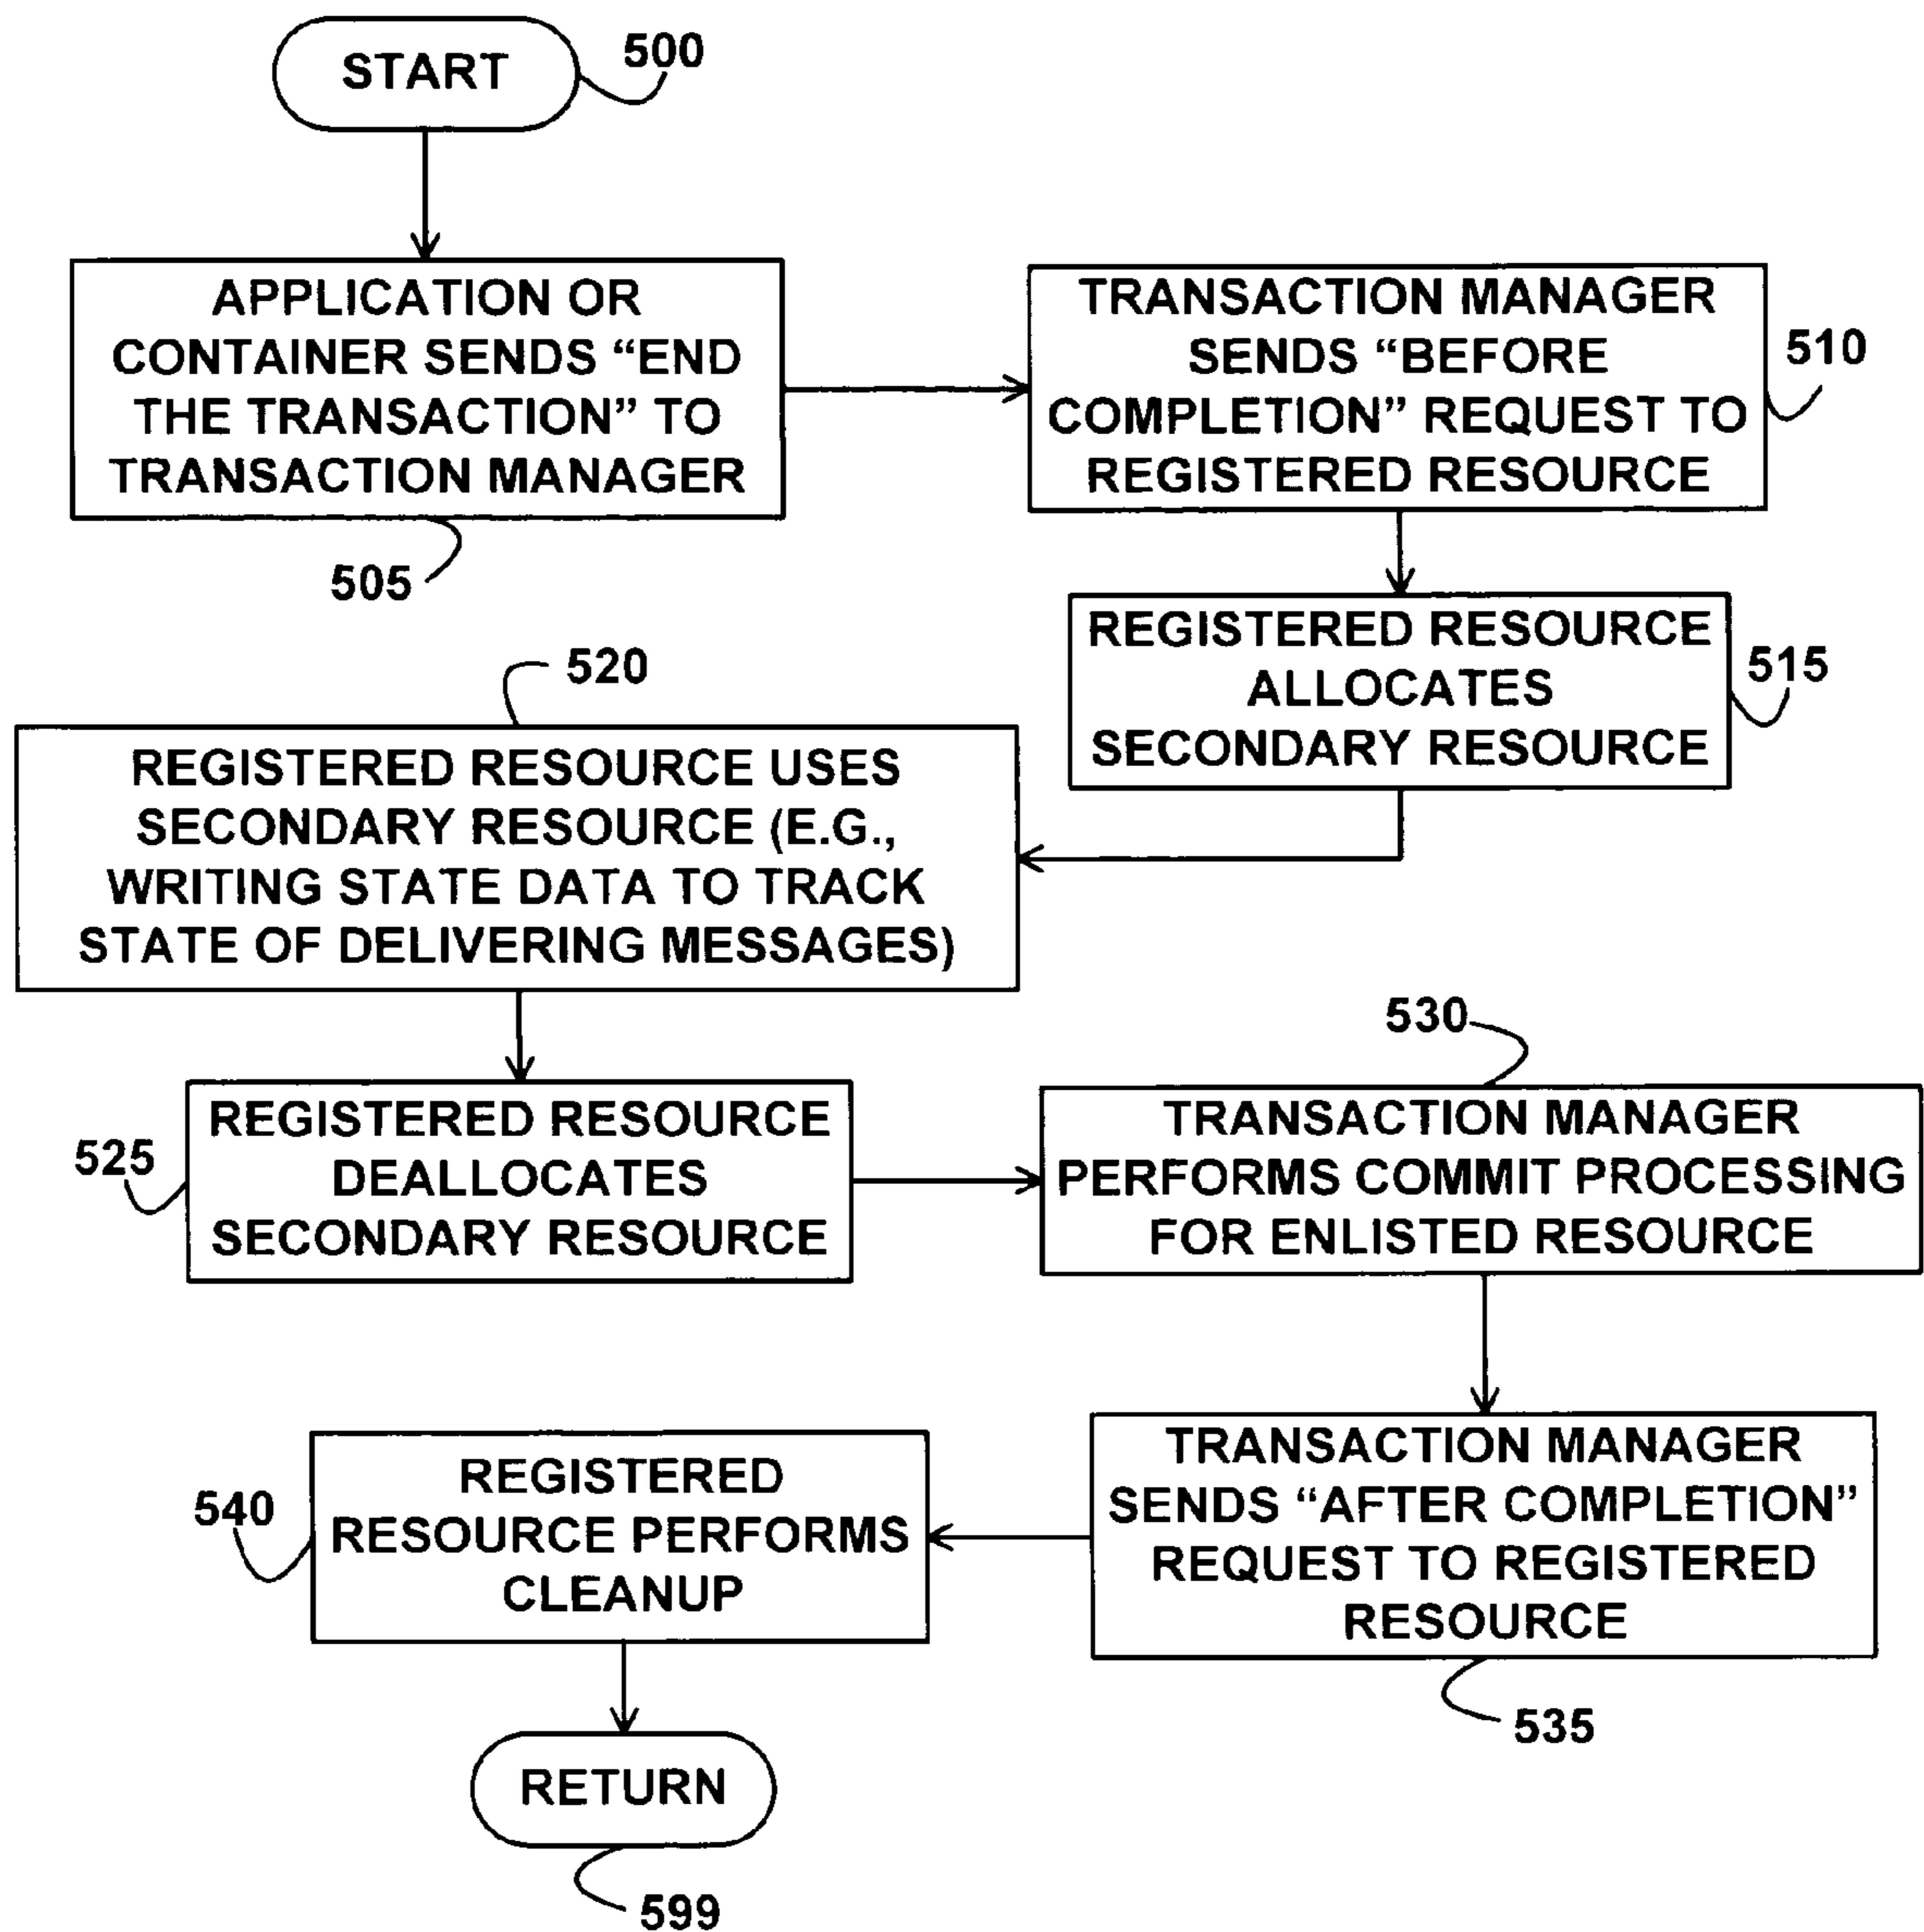 START
500
APPLICATION OR
CONTAINER SENDS “END
THE TRANSACTION” TO
TRANSACTION MANAGER
505
TRANSACTION MANAGER
SENDS “BEFORE
COMPLETION” REQUEST TO
REGISTERED RESOURCE
510
REGISTERED RESOURCE
ALLOCATES
SECONDARY RESOURCE
515
520
REGISTERED RESOURCE USES
SECONDARY RESOURCE (E.G.,
WRITING STATE DATA TO TRACK
STATE OF DELIVERING MESSAGES)
525
REGISTERED RESOURCE
DEALLOCATES
SECONDARY RESOURCE
530
TRANSACTION MANAGER
PERFORMS COMMIT PROCESSING
FOR ENLISTED RESOURCE
TRANSACTION MANAGER
SENDS “AFTER COMPLETION”
REQUEST TO REGISTERED
RESOURCE
535
540
REGISTERED
RESOURCE PERFORMS
CLEANUP
RETURN
599